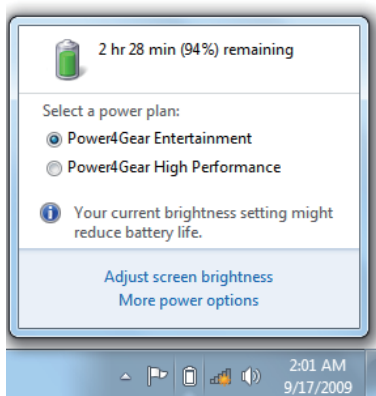 2 hr 28 min (94%) remaining
Select a power plan:
Power4Gear Entertainment
Power4Gear High Performance
Your current brightness setting might
reduce battery life.
Adjust screen brightness
More power options
2:01 AM
9/17/2009